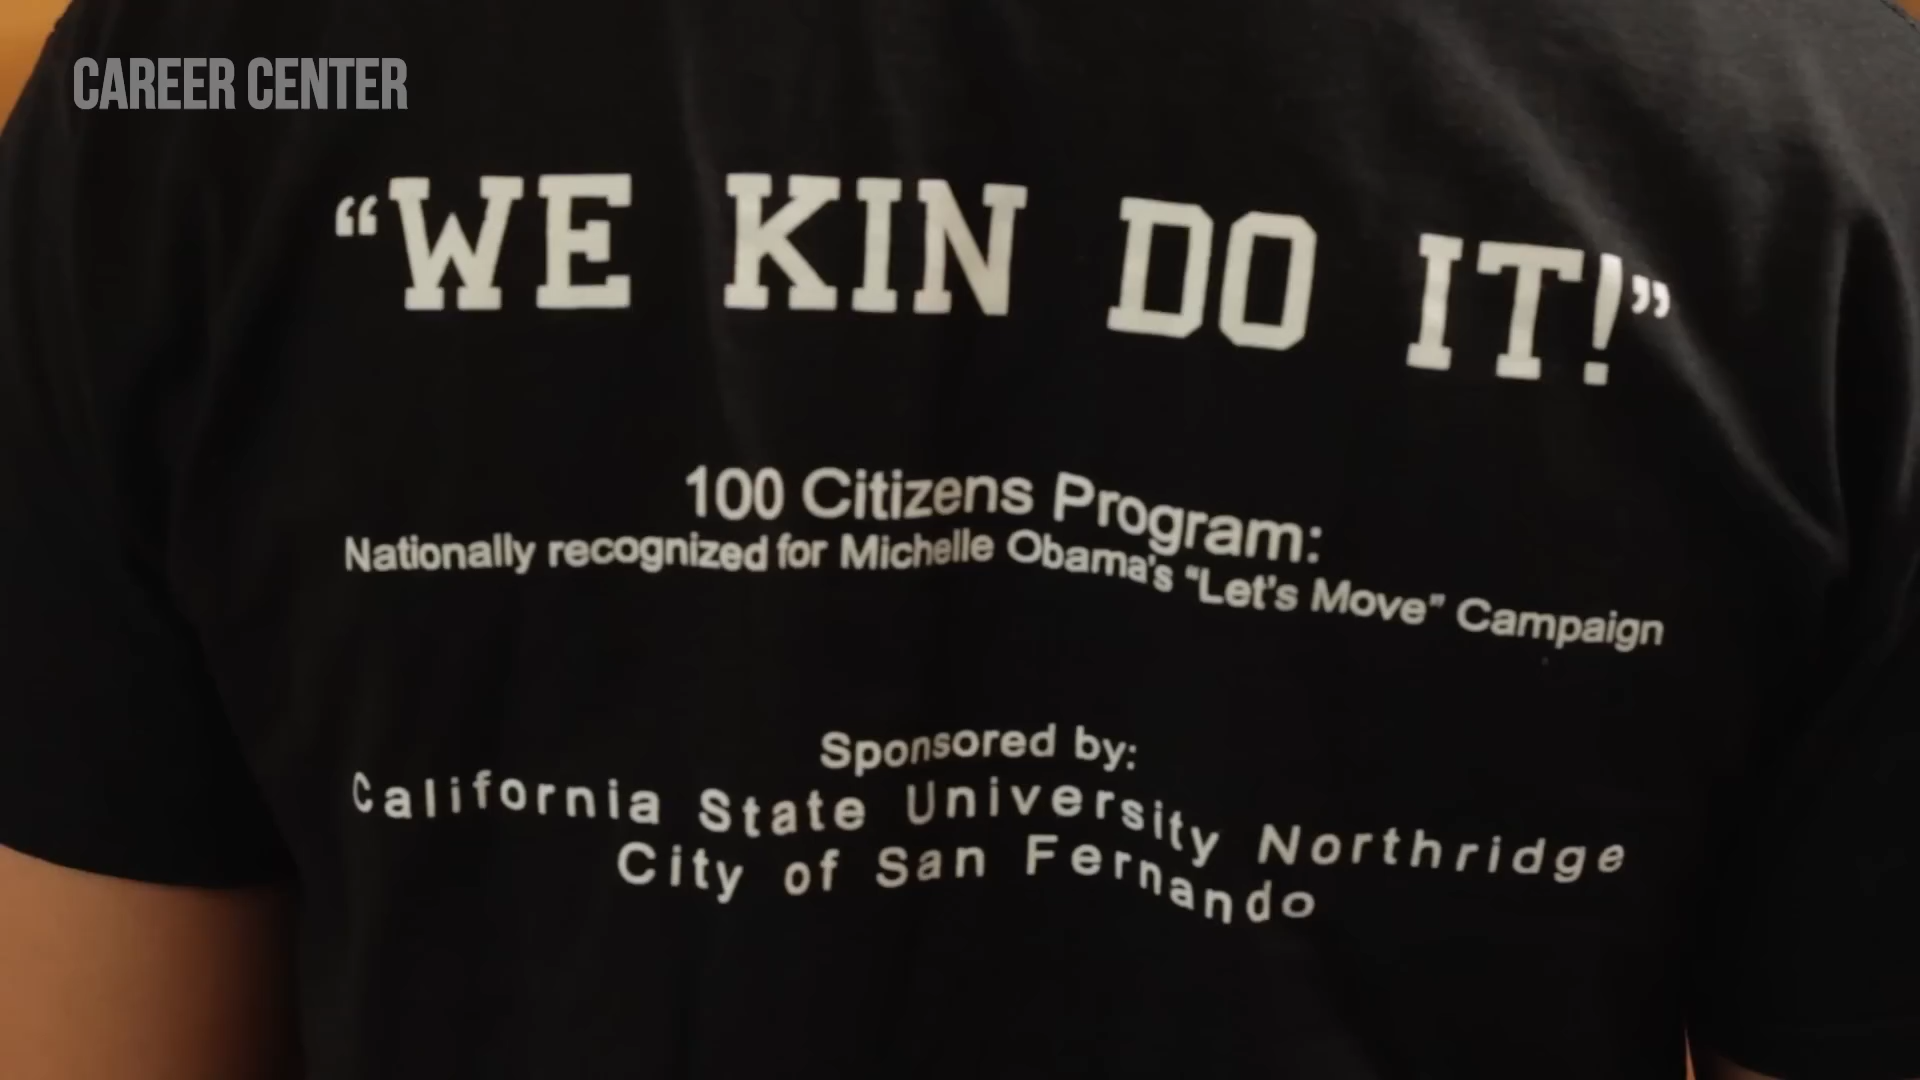 CAREER CENTER
“WE KIN DO IT!”
100 Citizens Program:
Nationally recognized for Michelle Obama's “Let's Move” Campaign
Sponsored by:
California State University Northridge
City of San Fernando